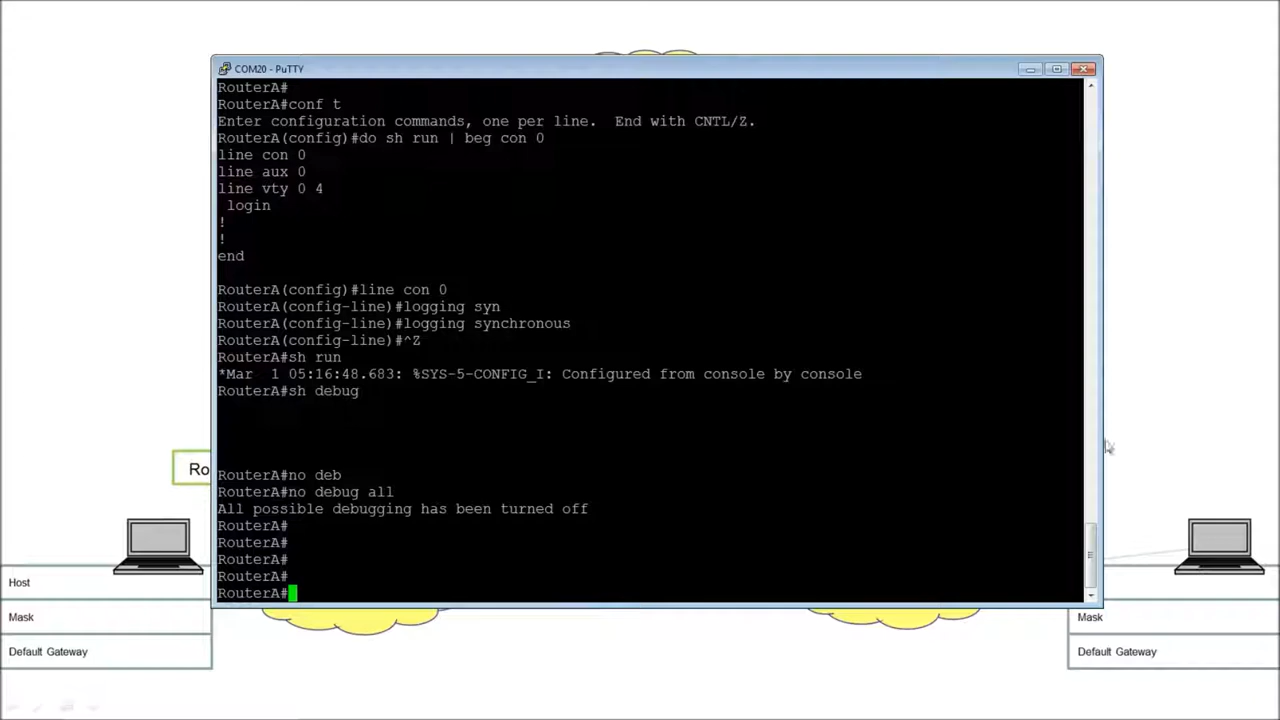 COM20 - PuTTY
RouterA#
RouterA#conf t
Enter configuration commands, one per line.  End with CNTL/Z.
RouterA(config)#do sh run | beg con 0
line con 0
line aux 0
line vty 0 4
 login
!
!
end
RouterA(config)#line con 0
RouterA(config-line)#logging syn
RouterA(config-line)#logging synchronous
RouterA(config-line)#^Z
RouterA#sh run
*Mar  1 05:16:48.683: %SYS-5-CONFIG_I: Configured from console by console
RouterA#sh debug
RouterA#no deb
RouterA#no debug all
All possible debugging has been turned off
RouterA#
RouterA#
RouterA#
RouterA#
RouterA#
Ro
Host
Mask
Default Gateway
Mask
Default Gateway